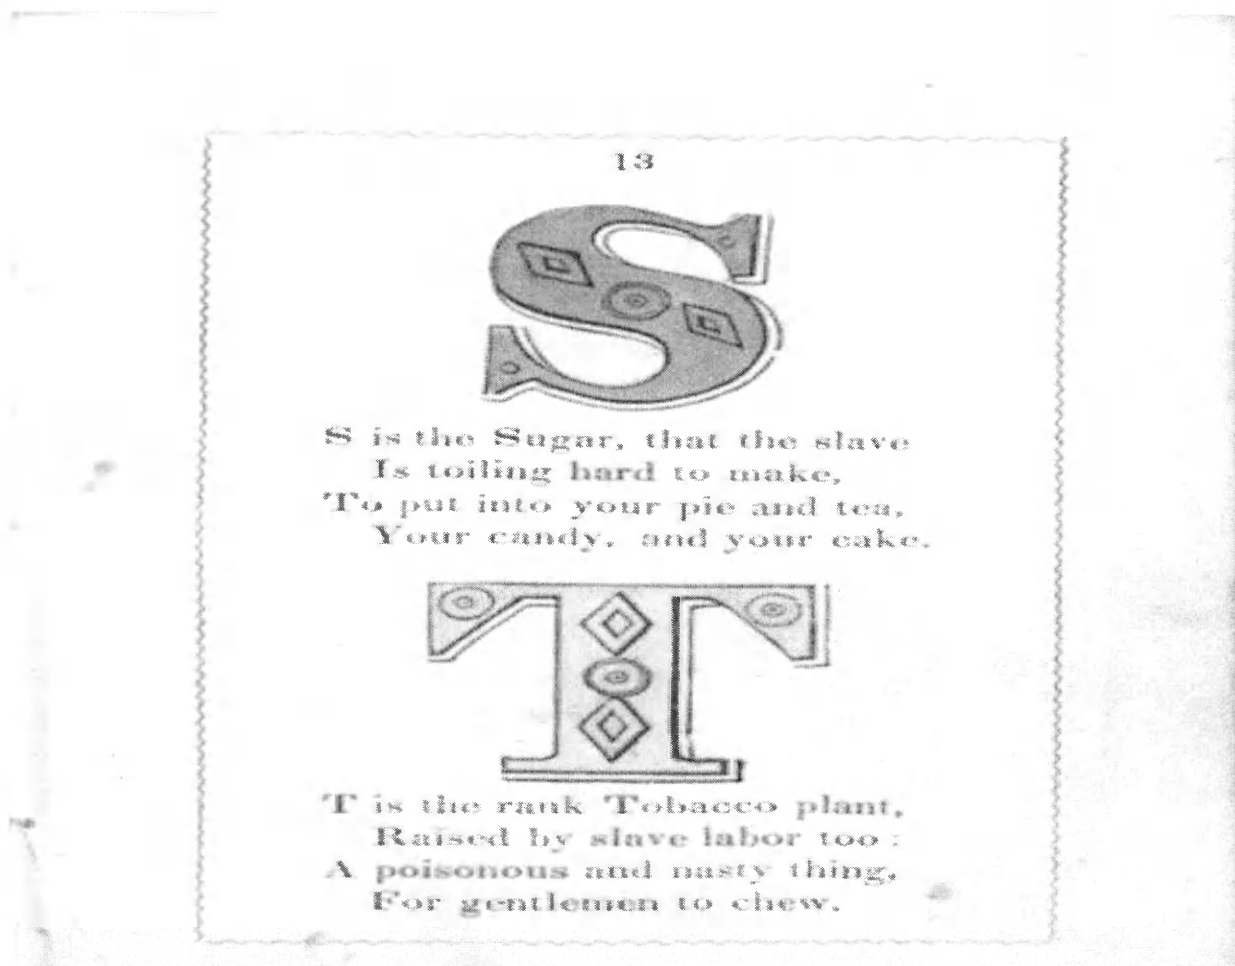 13
S
S is the Sugar, that the slave
Is toiling hard to make,
To put into your pie and tea,
Your candy, and your cake.
T
T is the rank Tobacco plant,
Raised by slave labor too:
A poisonous and nasty thing,
For gentlemen to chew.